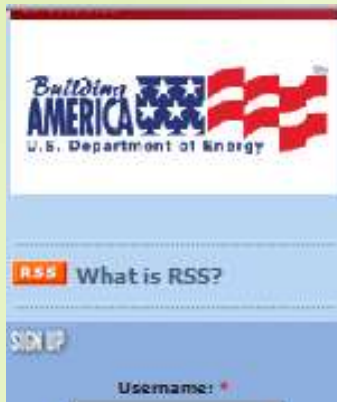 Building
AMERICA
U.S. Department of Energy
RSS What is RSS?
SIGN UP
Username: *